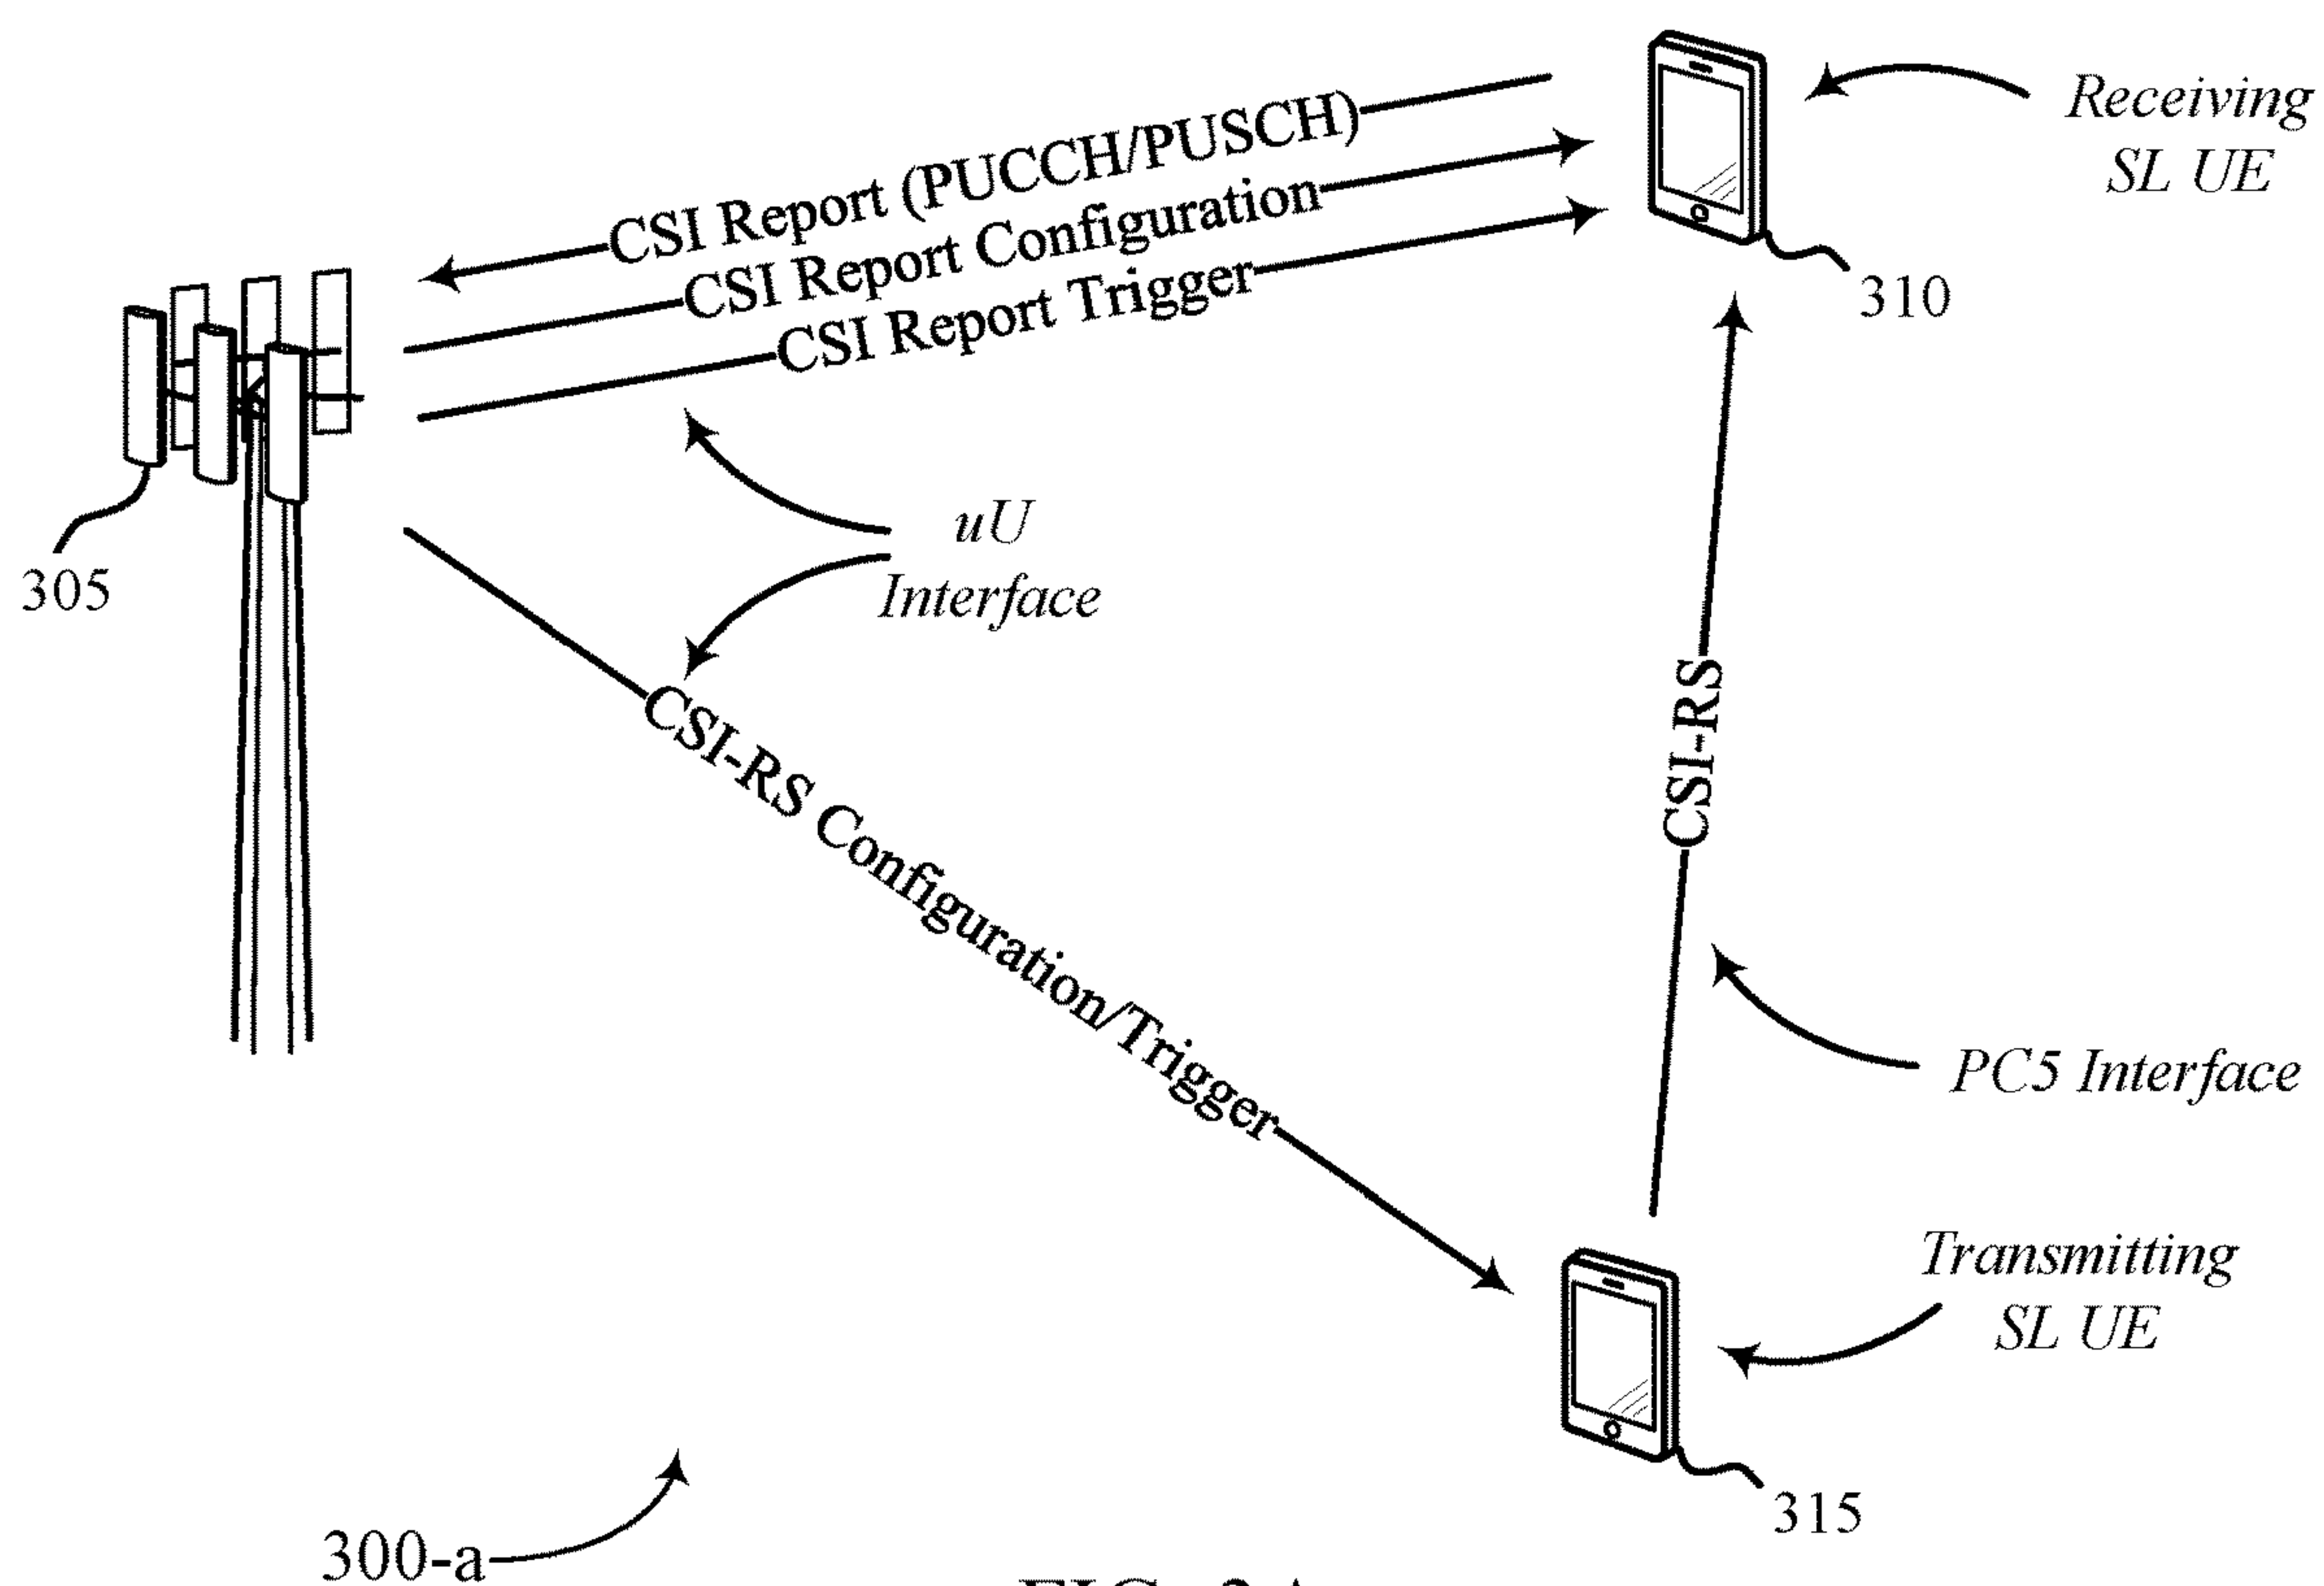 CSI Report (PUCCH/PUSCH)
CSI Report Configuration
CSI Report Trigger
Receiving
SL UE
310
305
uU
Interface
CSI-RS Configuration/Trigger
CSI-RS
PC5 Interface
Transmitting
SL UE
315
300-a